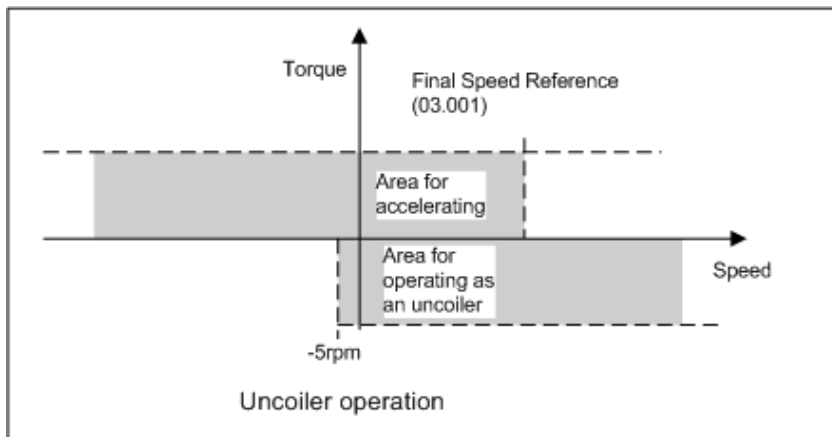 Torque
Final Speed Reference
(03.001)
Area for
accelerating
Area for
operating as
an uncoiler
Speed
-5rpm
Uncoiler operation